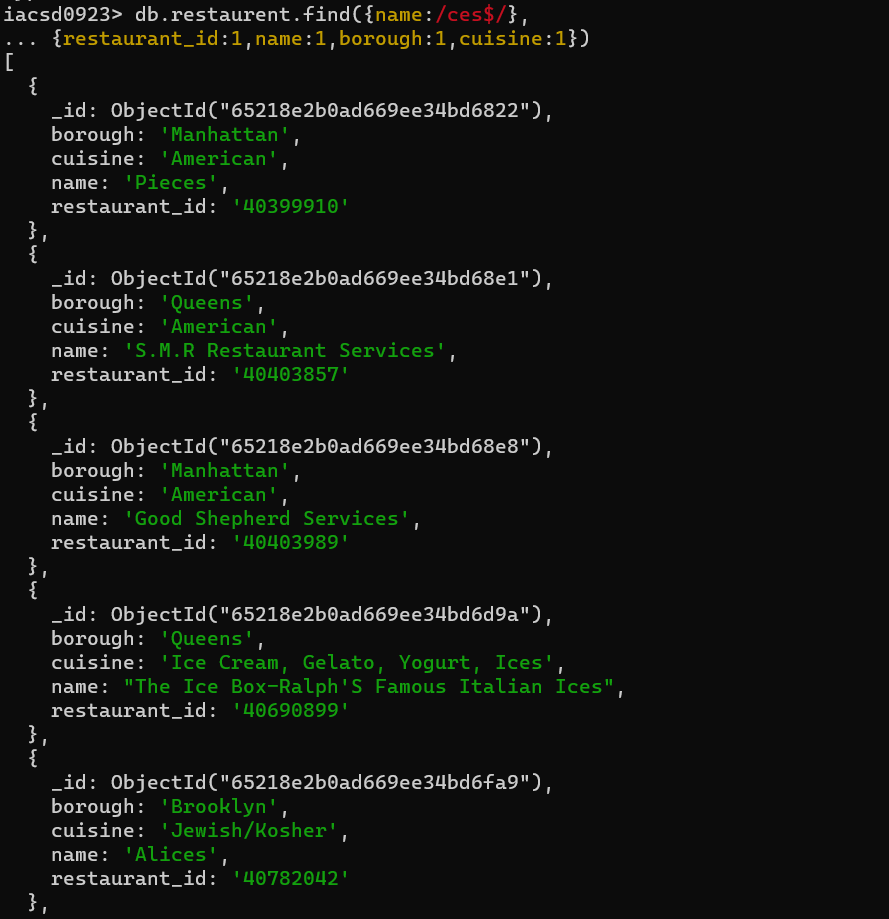 iacsd0923> db.restaurent.find({name:/ces$/},
... {restaurant_id:1,name:1,borough:1,cuisine:1})
[
  {
    _id: ObjectId("65218e2b0ad669ee34bd6822"),
    borough: 'Manhattan',
    cuisine: 'American',
    name: 'Pieces',
    restaurant_id: '40399910'
  },
  {
    _id: ObjectId("65218e2b0ad669ee34bd68e1"),
    borough: 'Queens',
    cuisine: 'American',
    name: 'S.M.R Restaurant Services',
    restaurant_id: '40403857'
  },
  {
    _id: ObjectId("65218e2b0ad669ee34bd68e8"),
    borough: 'Manhattan',
    cuisine: 'American',
    name: 'Good Shepherd Services',
    restaurant_id: '40403989'
  },
  {
    _id: ObjectId("65218e2b0ad669ee34bd6d9a"),
    borough: 'Queens',
    cuisine: 'Ice Cream, Gelato, Yogurt, Ices',
    name: "The Ice Box-Ralph'S Famous Italian Ices",
    restaurant_id: '40690899'
  },
  {
    _id: ObjectId("65218e2b0ad669ee34bd6fa9"),
    borough: 'Brooklyn',
    cuisine: 'Jewish/Kosher',
    name: 'Alices',
    restaurant_id: '40782042'
  },